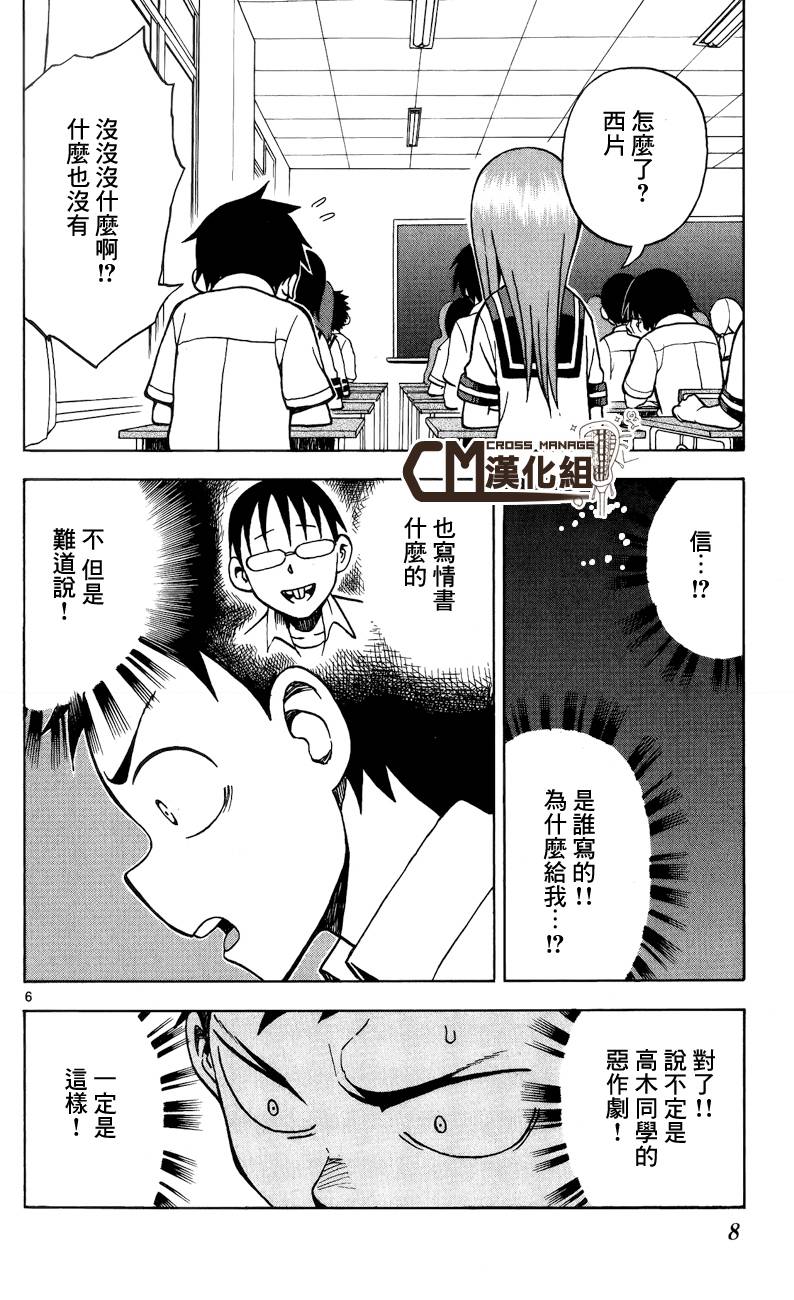 怎麼了？
西片
沒沒沒什麼啊!?
什麼也沒有
CROSS MANAGE
CM漢化組
信…!?
是誰寫的!!
為什麼給我…!?
也寫情書
什麼的
不但是
難道說！
6
對了!!
說不定是
高木同學的
惡作劇！
一定是
這樣！
8